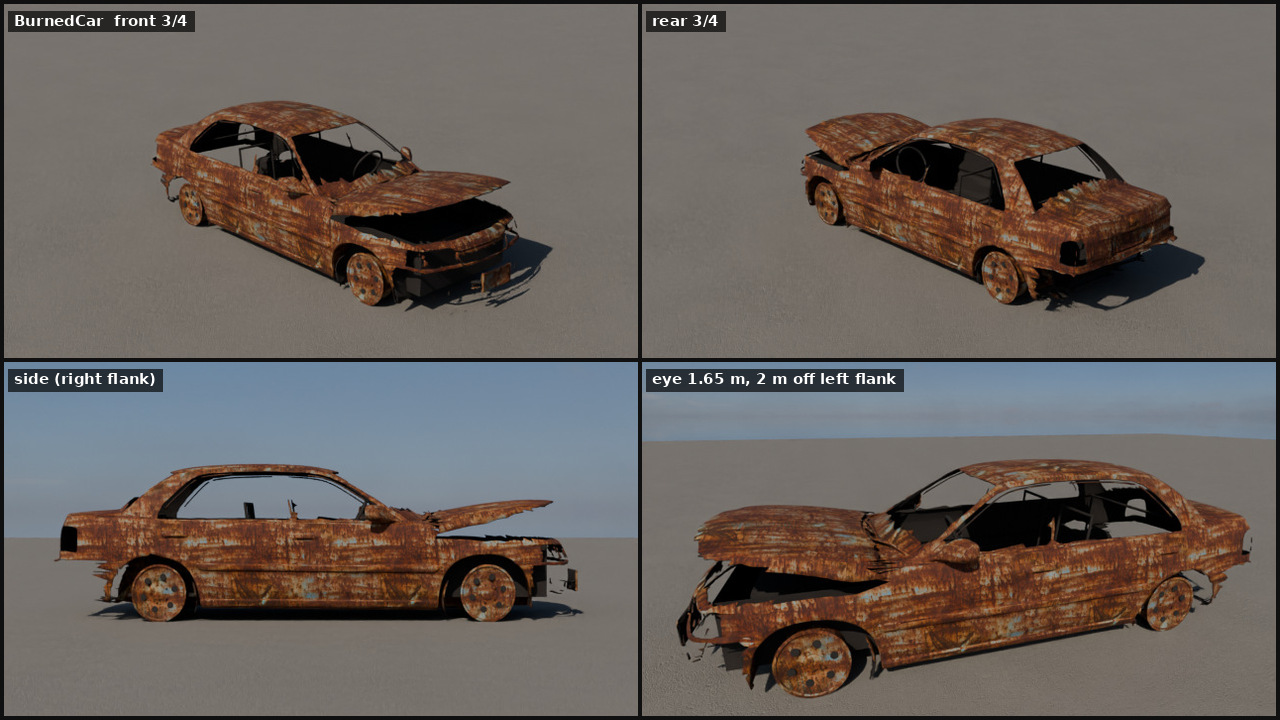 BurnedCar  front 3/4
rear 3/4
side (right flank)
eye 1.65 m, 2 m off left flank